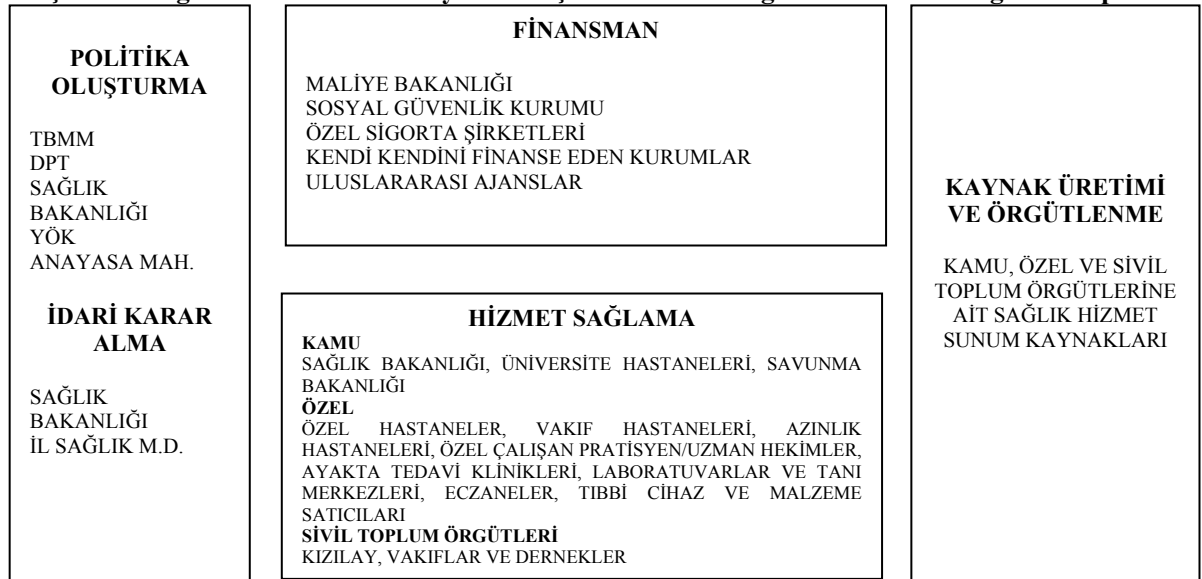 POLİTİKA
OLUŞTURMA
TBMM
DPT
SAĞLIK
BAKANLIĞI
YÖK
ANAYASA MAH.
İDARİ KARAR
ALMA
SAĞLIK
BAKANLIĞI
İL SAĞLIK M.D.
FİNANSMAN
MALİYE BAKANLIĞI
SOSYAL GÜVENLİK KURUMU
ÖZEL SİGORTA ŞİRKETLERİ
KENDİ KENDİNİ FİNANSE EDEN KURUMLAR
ULUSLARARASI AJANSLAR
HİZMET SAĞLAMA
KAMU
SAĞLIK BAKANLIĞI, ÜNİVERSİTE HASTANELERİ, SAVUNMA
BAKANLIĞI
ÖZEL
ÖZEL HASTANELER, VAKIF HASTANELERİ, AZINLIK
HASTANELERİ, ÖZEL ÇALIŞAN PRATİSYEN/UZMAN HEKİMLER,
AYAKTA TEDAVİ KLİNİKLERİ, LABORATUVARLAR VE TANI
MERKEZLERİ, ECZANELER, TIBBİ CİHAZ VE MALZEME
SATICILARI
SİVİL TOPLUM ÖRGÜTLERİ
KIZILAY, VAKIFLAR VE DERNEKLER
KAYNAK ÜRETİMİ
VE ÖRGÜTLENME
KAMU, ÖZEL VE SİVİL
TOPLUM ÖRGÜTLERİNE
AİT SAĞLIK HİZMET
SUNUM KAYNAKLARI